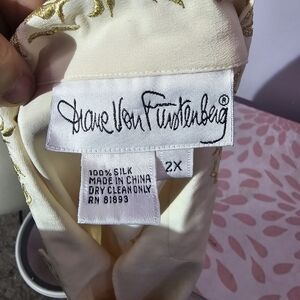 Diane Von Furstenberg®
2X
100% SILK
MADE IN CHINA
DRY CLEAN ONLY
RN 81893